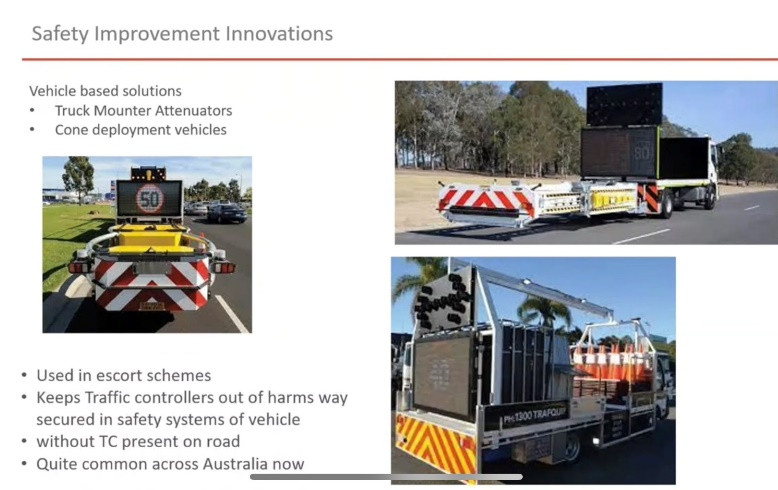 Safety Improvement Innovations
Vehicle based solutions
• Truck Mounter Attenuators
• Cone deployment vehicles
50
80
PH:1300 TRAFQUIP
• Used in escort schemes
• Keeps Traffic controllers out of harms way
secured in safety systems of vehicle
• without TC present on road
• Quite common across Australia now